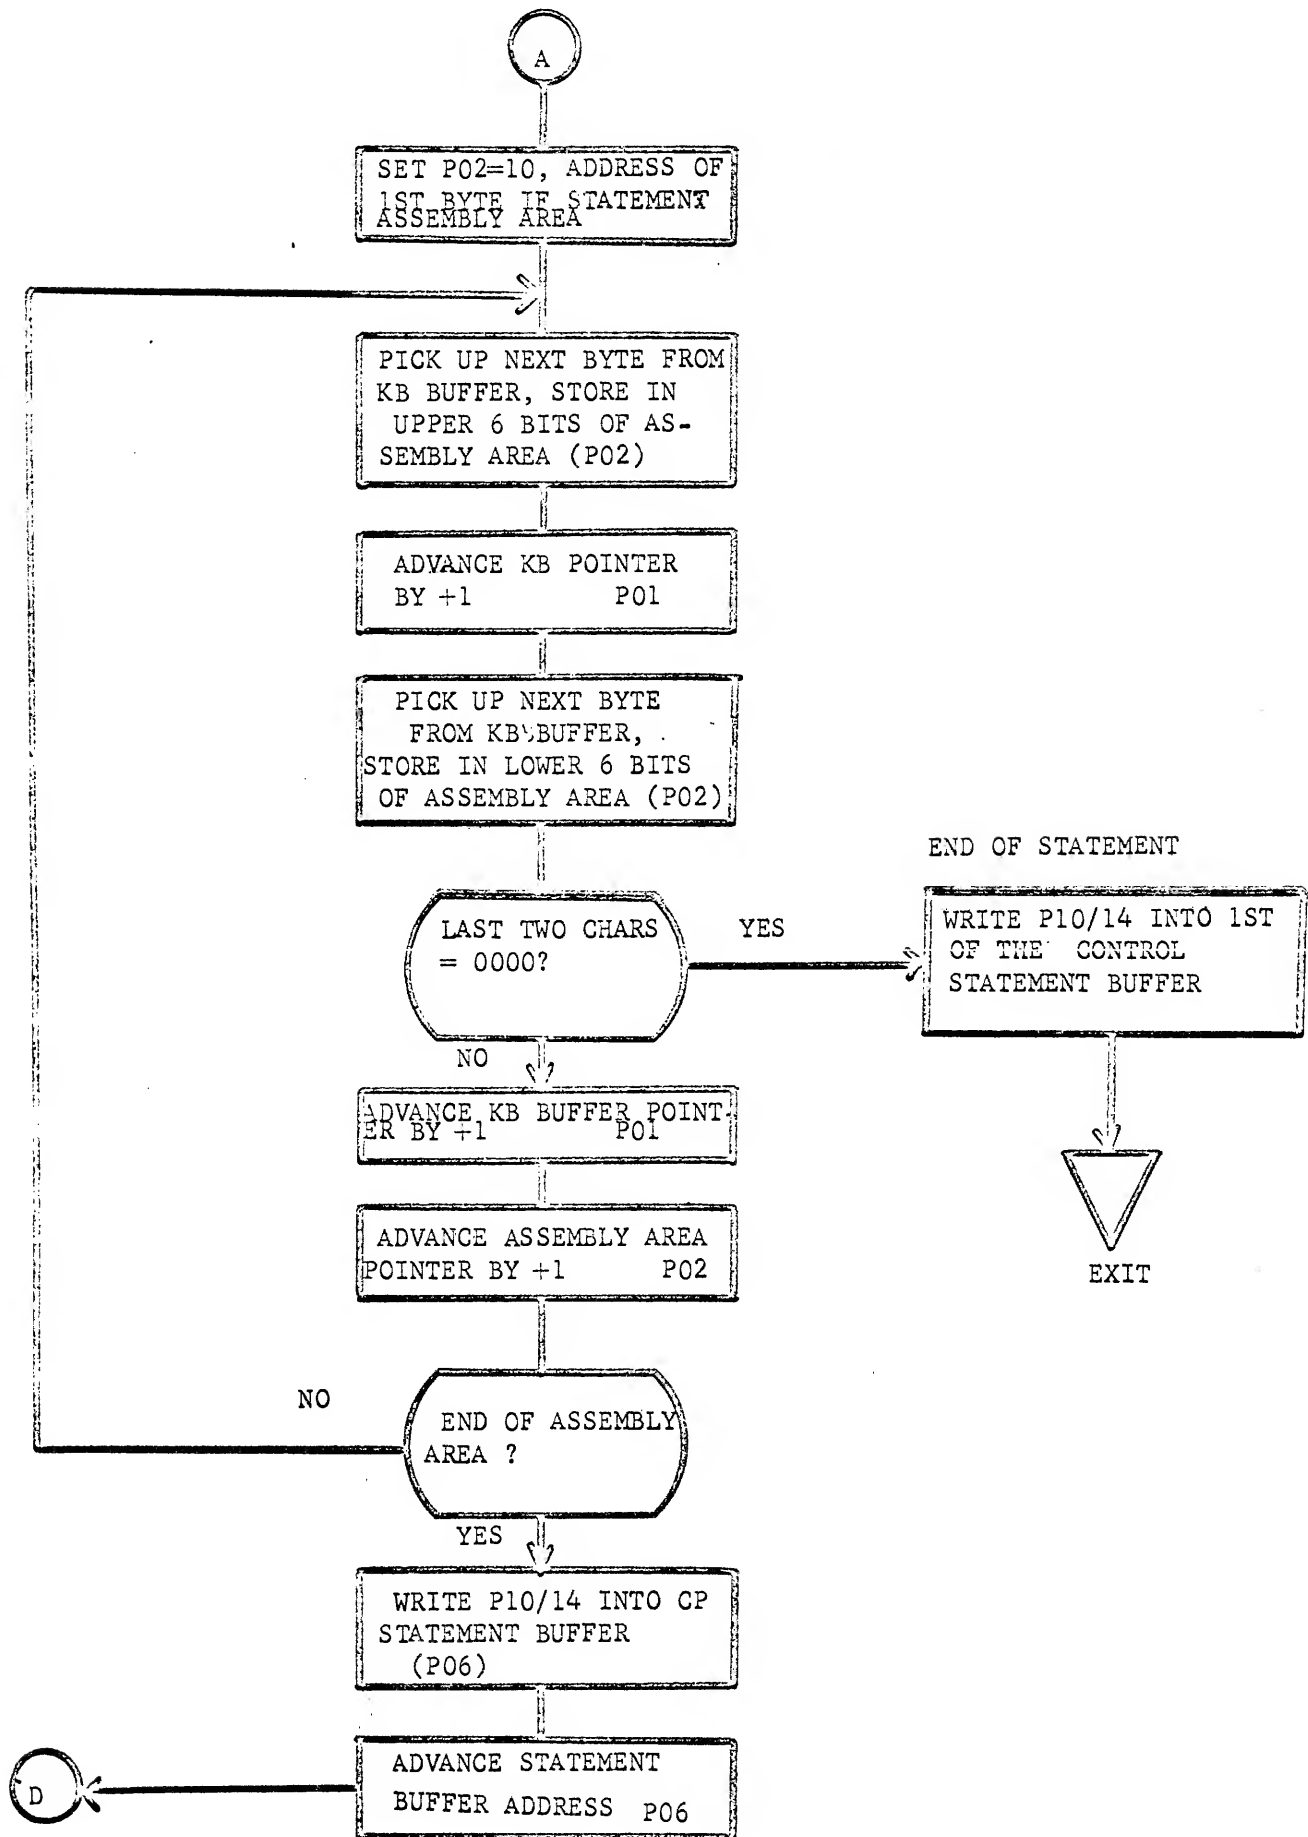 A
SET P02=10, ADDRESS OF
1ST BYTE IF STATEMENT
ASSEMBLY AREA
PICK UP NEXT BYTE FROM
KB BUFFER, STORE IN
UPPER 6 BITS OF AS-
SEMBLY AREA (P02)
ADVANCE KB POINTER
BY +1 P01
PICK UP NEXT BYTE
FROM KB BUFFER,
STORE IN LOWER 6 BITS
OF ASSEMBLY AREA (P02)
LAST TWO CHARS
= 0000?
YES
END OF STATEMENT
WRITE P10/14 INTO 1ST
OF THE CONTROL
STATEMENT BUFFER
EXIT
NO
ADVANCE KB BUFFER POINT-
ER BY +1 P01
ADVANCE ASSEMBLY AREA
POINTER BY +1 P02
NO
END OF ASSEMBLY
AREA ?
YES
WRITE P10/14 INTO CP
STATEMENT BUFFER
(P06)
ADVANCE STATEMENT
BUFFER ADDRESS P06
D